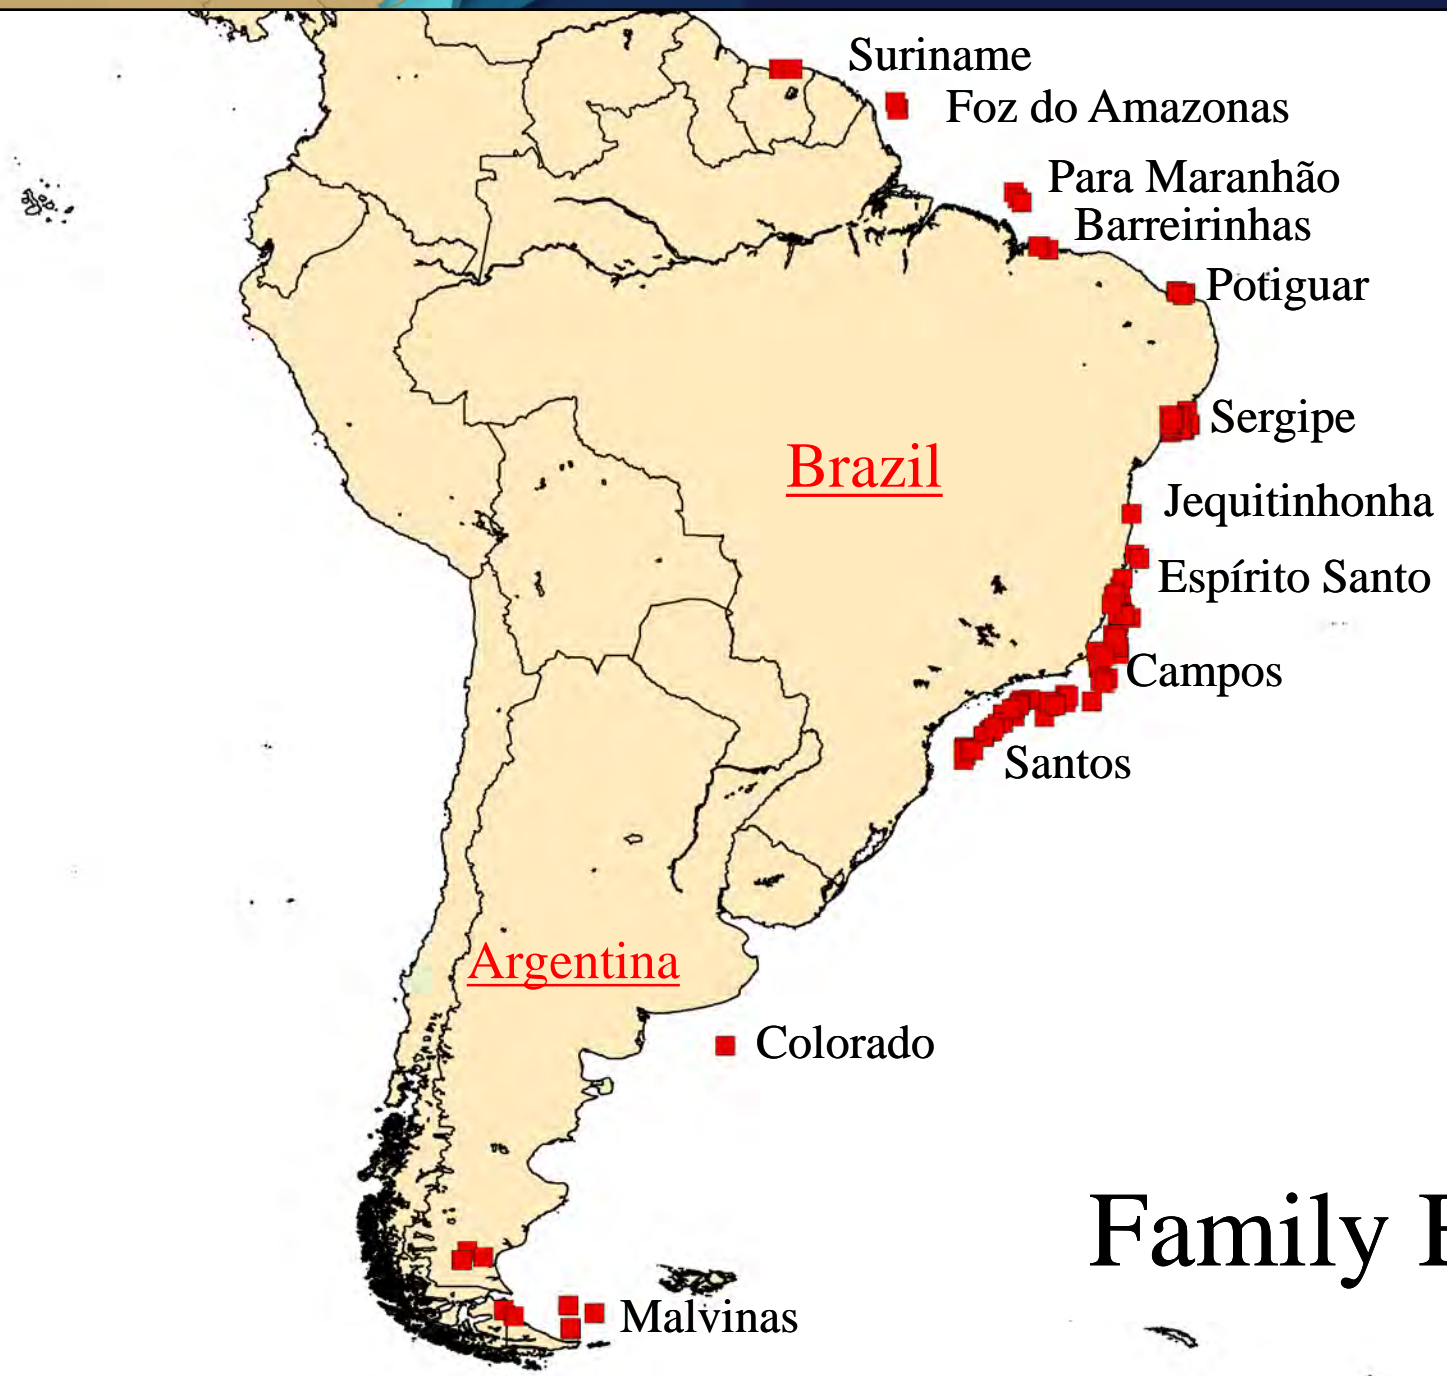 Suriname
Foz do Amazonas
Para Maranhão
Barreirinhas
Potiguar
Sergipe
Brazil
Jequitinhonha
Espírito Santo
Campos
Santos
Argentina
Colorado
Family
Malvinas